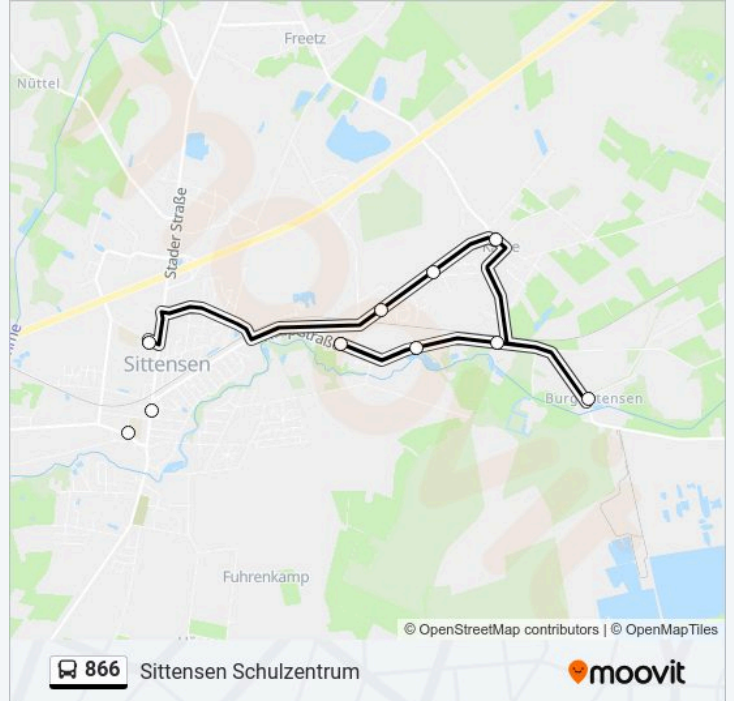 Freetz
Nüttel
Stader Straße
Sittensen
Fuhrenkamp
© OpenStreetMap contributors | © OpenMapTiles
866 Sittensen Schulzentrum
moovit